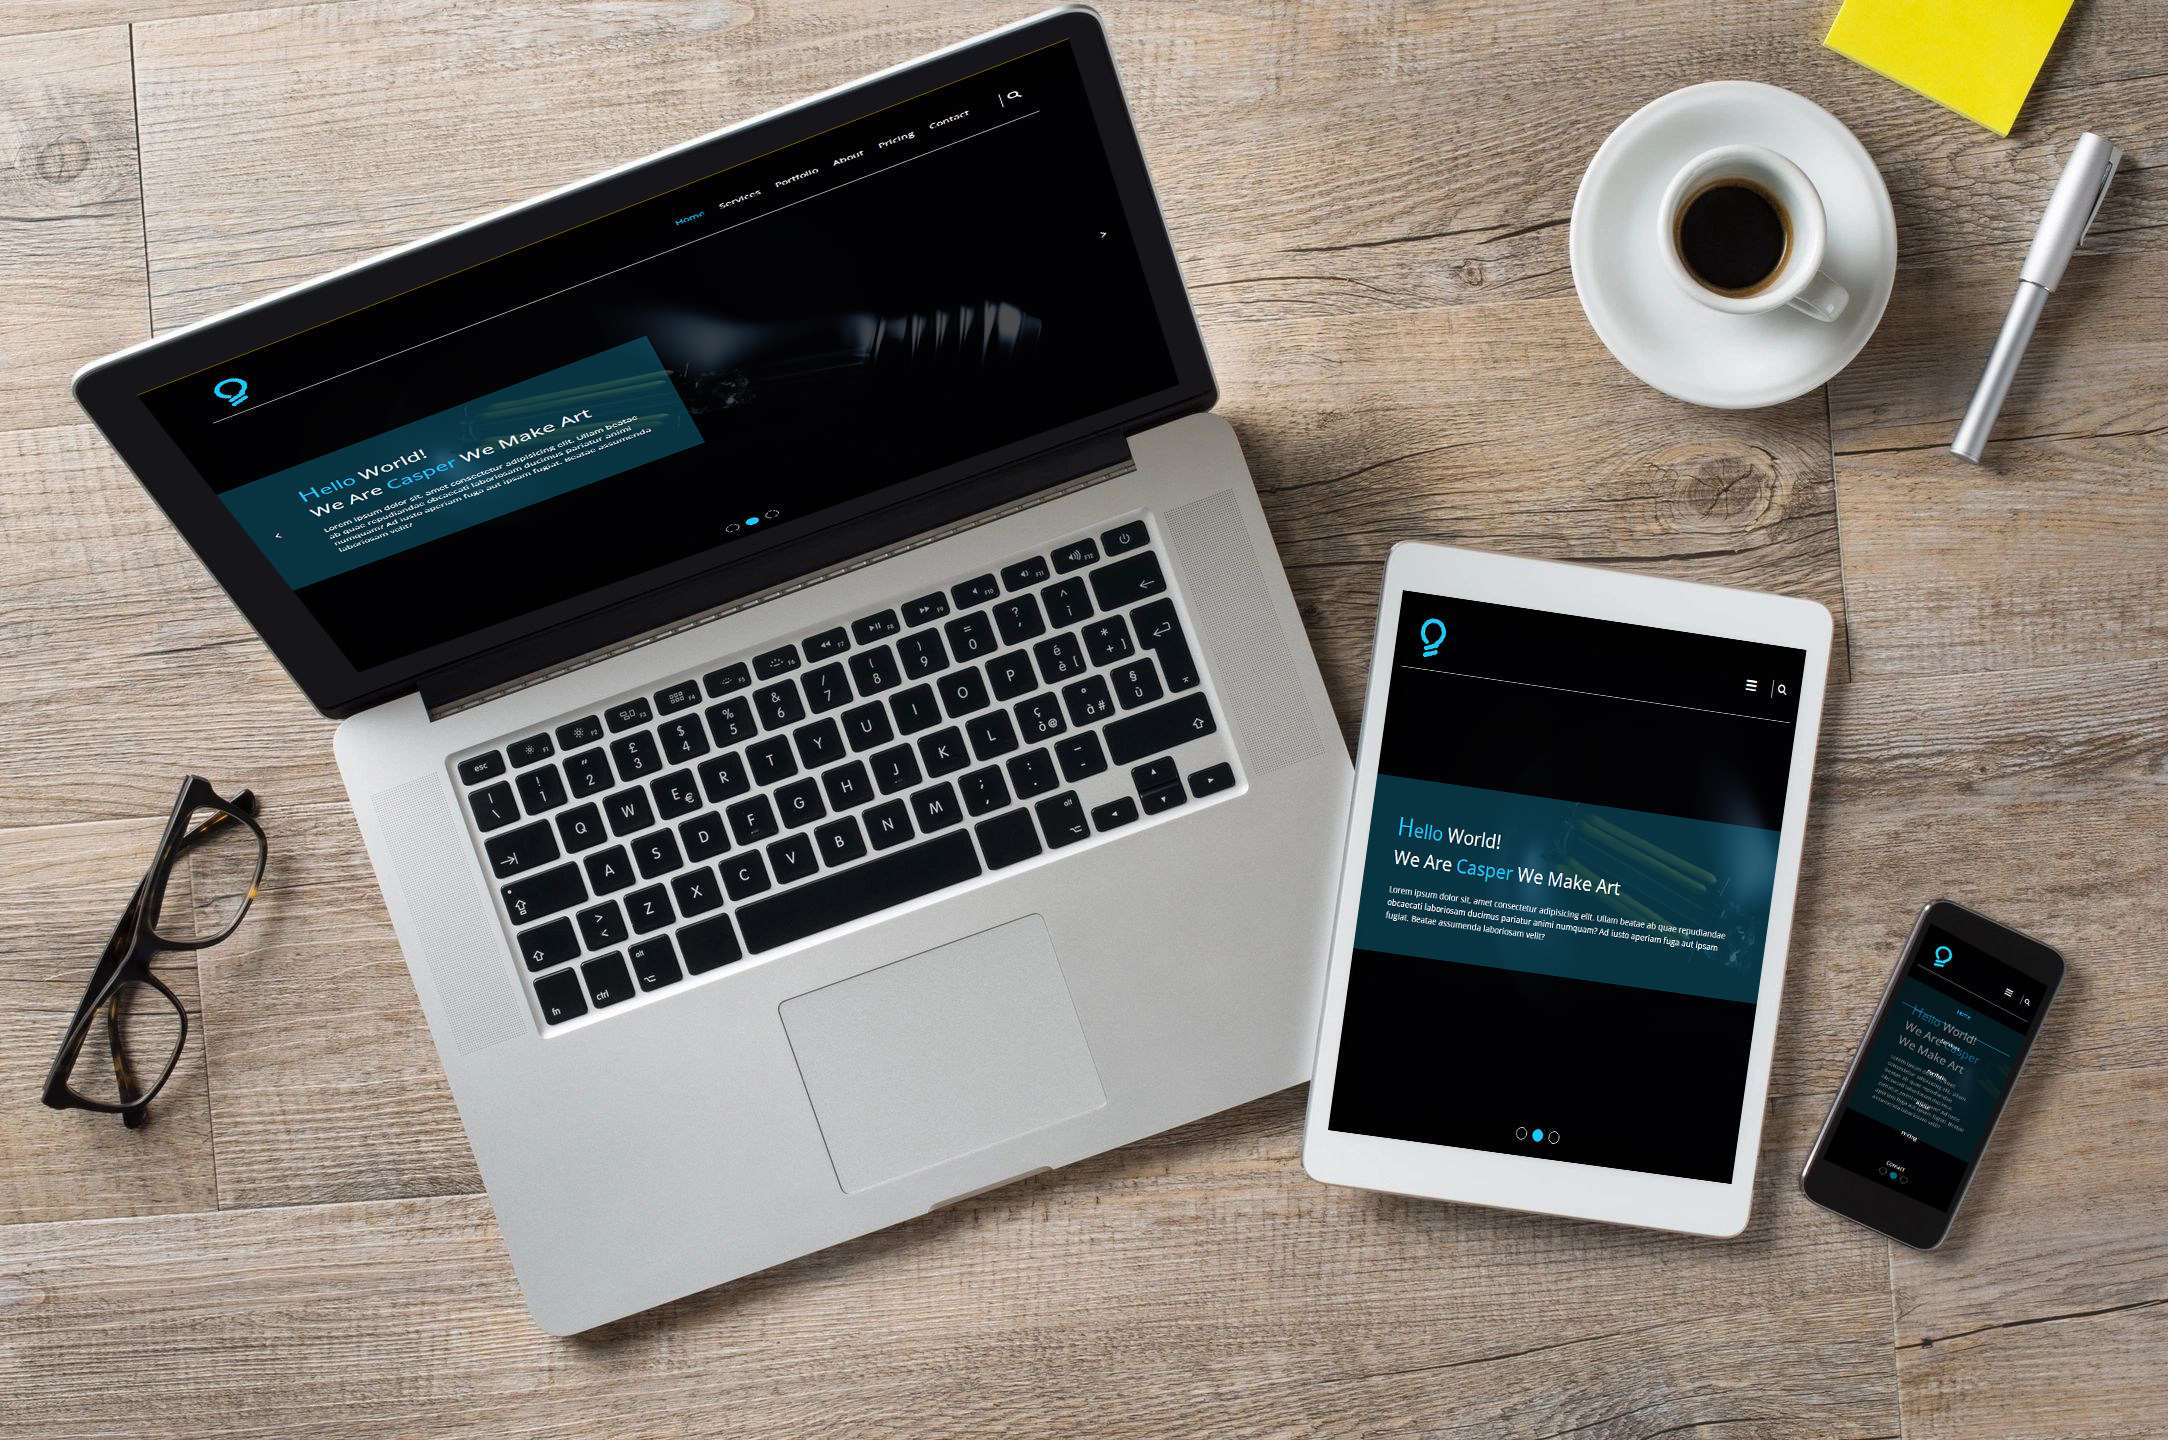 Home Services Portfolio About Pricing Contact
Hello World!
We Are Casper We Make Art
Lorem ipsum dolor sit, amet consectetur adipisicing elit. Ullam beatae
ab quae repudiandae obcaecati laboriosam ducimus pariatur animi
numquam? Ad iusto aperiam fuga aut ipsam fugiat. Beatae assumenda
laboriosam velit?
esc F1 F2 F3 F4 F5 F6 F7 F8 F9 F10 F11 F12
| ! " £ $ % & / ( ) = ? ^
\ 1 2 3 4 5 6 7 8 9 0 ' ì
Q W E € R T Y U I O P é è [ * + ]
A S D F G H J K L ç ò @ ° à # § ù
> < Z X C V B N M ; , : . _ -
fn ctrl alt alt
Hello World!
We Are Casper We Make Art
Lorem ipsum dolor sit, amet consectetur adipisicing elit. Ullam beatae ab quae repudiandae
obcaecati laboriosam ducimus pariatur animi numquam? Ad iusto aperiam fuga aut ipsam
fugiat. Beatae assumenda laboriosam velit?
Home
Hello World!
We Are Casper
We Make Art
Pricing
Contact